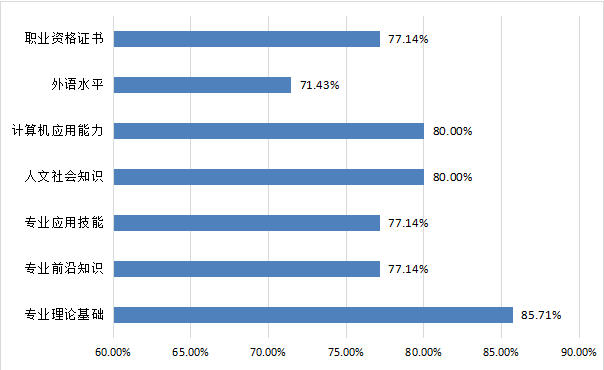 职业资格证书 77.14%
外语水平 71.43%
计算机应用能力 80.00%
人文社会知识 80.00%
专业应用技能 77.14%
专业前沿知识 77.14%
专业理论基础 85.71%
60.00% 65.00% 70.00% 75.00% 80.00% 85.00% 90.00%